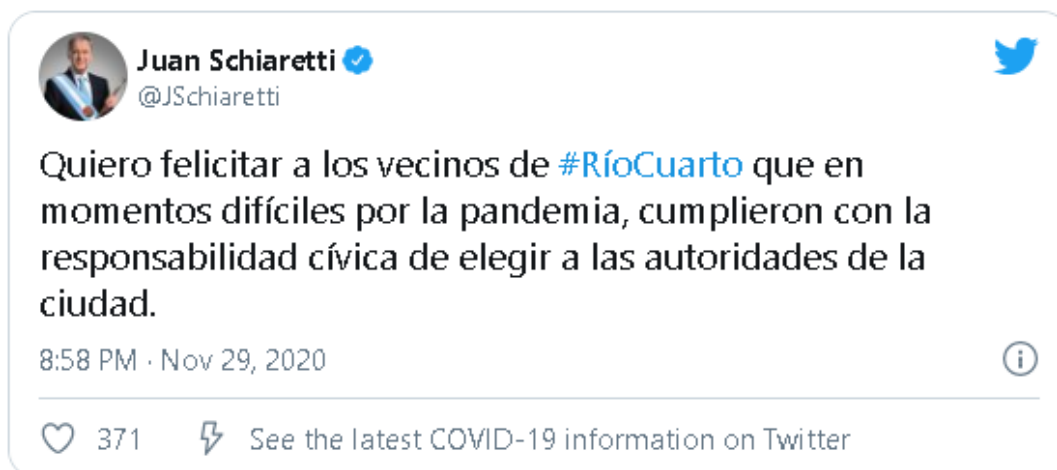 Juan Schiaretti
@JSchiaretti
Quiero felicitar a los vecinos de #RíoCuarto que en
momentos difíciles por la pandemia, cumplieron con la
responsabilidad cívica de elegir a las autoridades de la
ciudad.
8:58 PM · Nov 29, 2020
371 See the latest COVID-19 information on Twitter